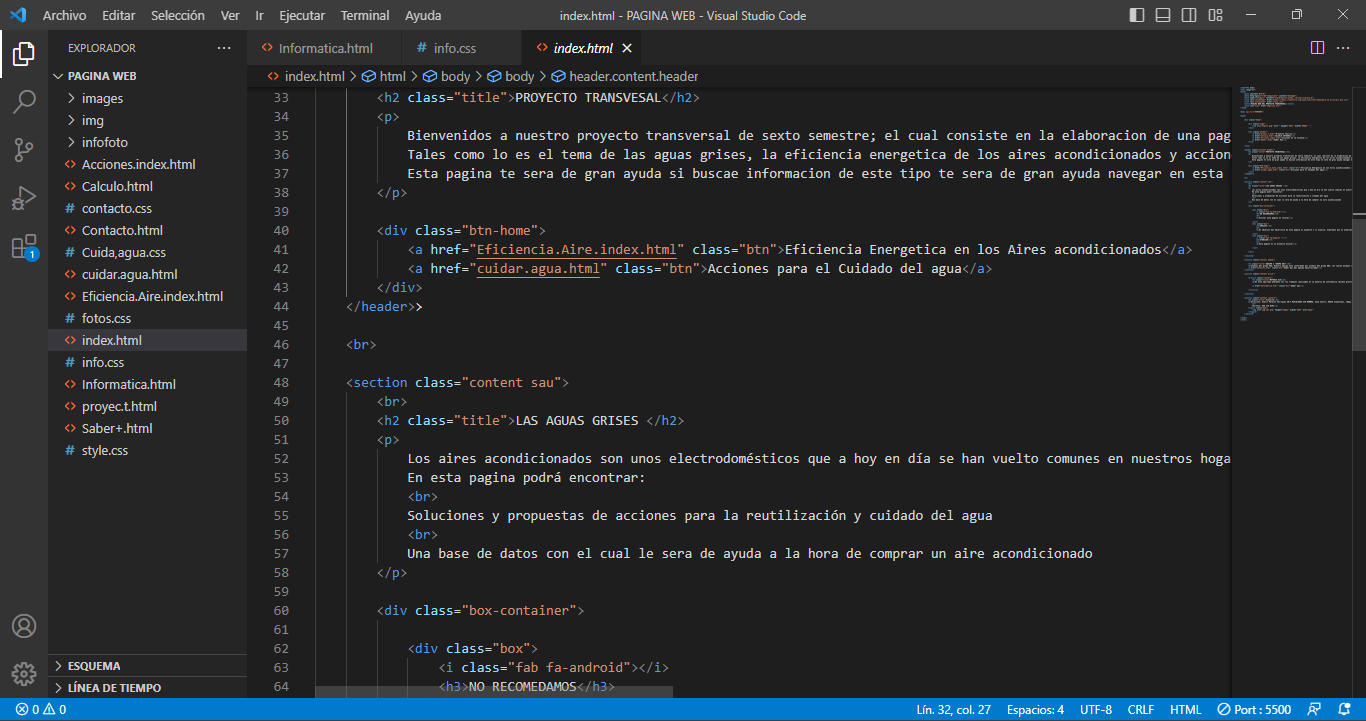 Archivo Editar Selección Ver Ir Ejecutar Terminal Ayuda
index.html - PAGINA WEB - Visual Studio Code
EXPLORADOR
PAGINA WEB
images
img
infofoto
Acciones.index.html
Calculo.html
contacto.css
Contacto.html
Cuida,agua.css
cuidar.agua.html
Eficiencia.Aire.index.html
fotos.css
index.html
info.css
Informatica.html
proyec.t.html
Saber+.html
style.css
ESQUEMA
LÍNEA DE TIEMPO
1
Informatica.html
info.css
index.html
index.html > html > body > body > header.content.header
33 <h2 class="title">PROYECTO TRANSVESAL</h2>
34 <p>
35 Bienvenidos a nuestro proyecto transversal de sexto semestre; el cual consiste en la elaboracion de una pag
36 Tales como lo es el tema de las aguas grises, la eficiencia energetica de los aires acondicionados y accion
37 Esta pagina te sera de gran ayuda si buscae informacion de este tipo te sera de gran ayuda navegar en esta
38 </p>
39
40 <div class="btn-home">
41 <a href="Eficiencia.Aire.index.html" class="btn">Eficiencia Energetica en los Aires acondicionados</a>
42 <a href="cuidar.agua.html" class="btn">Acciones para el Cuidado del agua</a>
43 </div>
44 </header>>
45
46 <br>
47
48 <section class="content sau">
49 <br>
50 <h2 class="title">LAS AGUAS GRISES </h2>
51 <p>
52 Los aires acondicionados son unos electrodomésticos que a hoy en día se han vuelto comunes en nuestros hoga
53 En esta pagina podrá encontrar:
54 <br>
55 Soluciones y propuestas de acciones para la reutilización y cuidado del agua
56 <br>
57 Una base de datos con el cual le sera de ayuda a la hora de comprar un aire acondicionado
58 </p>
59
60 <div class="box-container">
61
62 <div class="box">
63 <i class="fab fa-android"></i>
64 <h3>NO RECOMEDAMOS</h3>
0 0
Lín. 32, col. 27 Espacios: 4 UTF-8 CRLF HTML Port : 5500